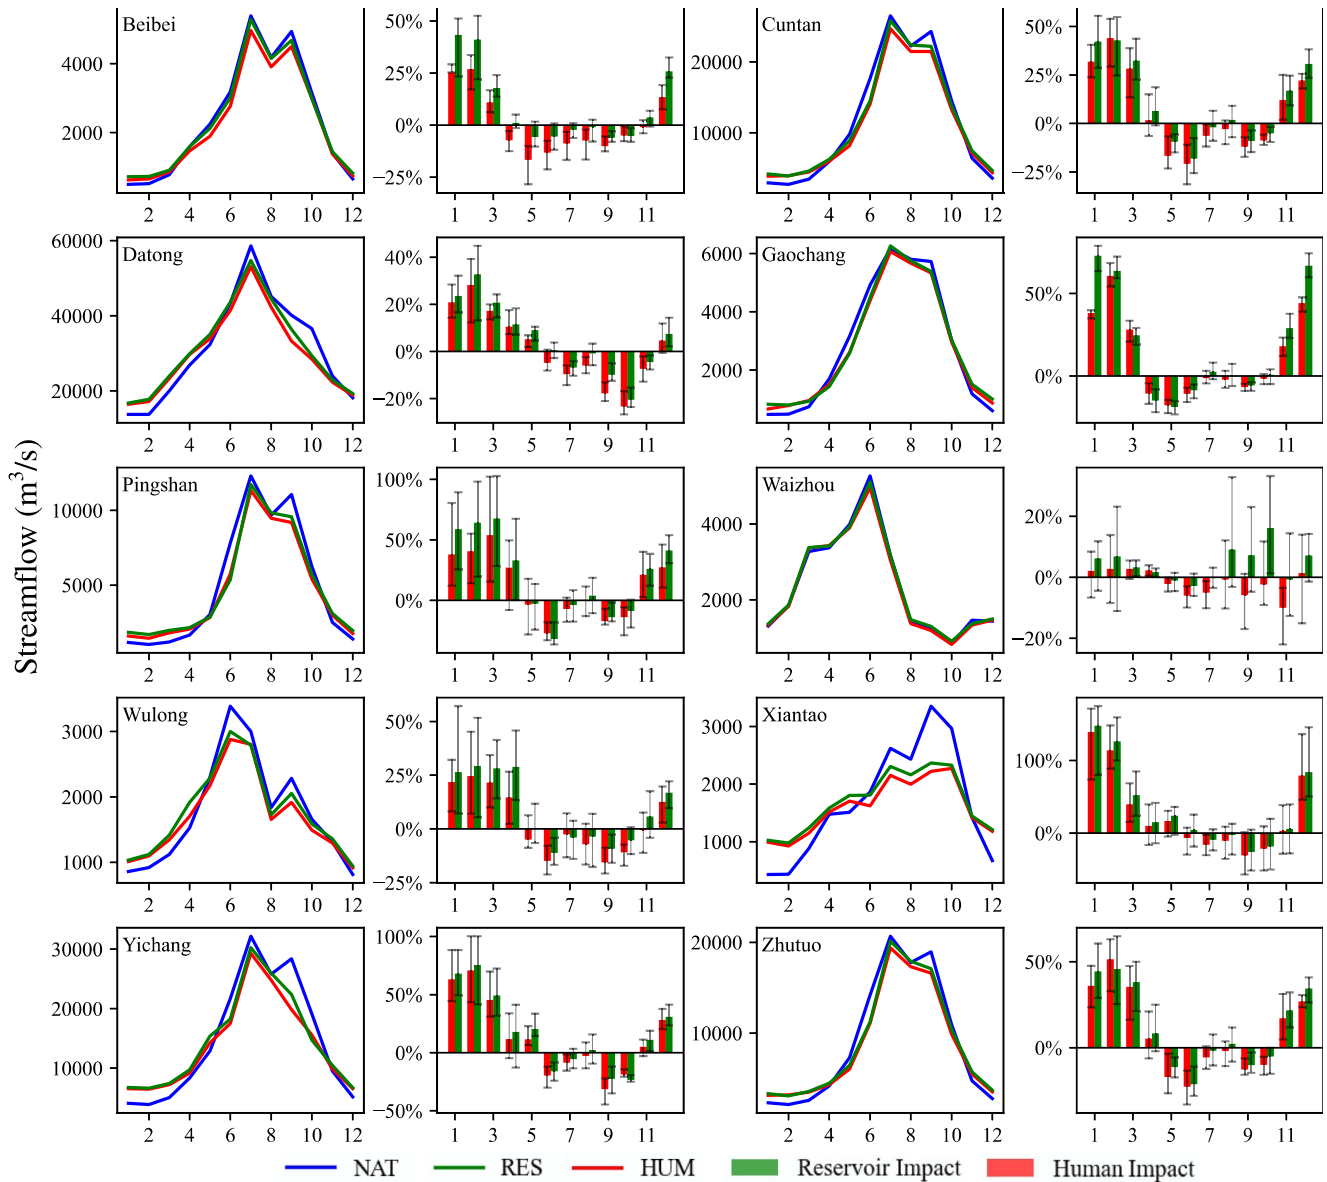 Streamflow (m³/s)
Beibei
4000
2000
2 4 6 8 10 12
50%
25%
0%
−25%
1 3 5 7 9 11
Cuntan
20000
10000
2 4 6 8 10 12
50%
25%
0%
−25%
1 3 5 7 9 11
Datong
60000
40000
20000
2 4 6 8 10 12
40%
20%
0%
−20%
1 3 5 7 9 11
Gaochang
6000
4000
2000
2 4 6 8 10 12
50%
0%
1 3 5 7 9 11
Pingshan
10000
5000
2 4 6 8 10 12
100%
50%
0%
1 3 5 7 9 11
Waizhou
4000
2000
2 4 6 8 10 12
20%
0%
−20%
1 3 5 7 9 11
Wulong
3000
2000
1000
2 4 6 8 10 12
50%
25%
0%
−25%
1 3 5 7 9 11
Xiantao
3000
2000
1000
2 4 6 8 10 12
100%
0%
1 3 5 7 9 11
Yichang
30000
20000
10000
2 4 6 8 10 12
100%
50%
0%
−50%
1 3 5 7 9 11
Zhutuo
20000
10000
2 4 6 8 10 12
50%
0%
1 3 5 7 9 11
NAT RES HUM Reservoir Impact Human Impact